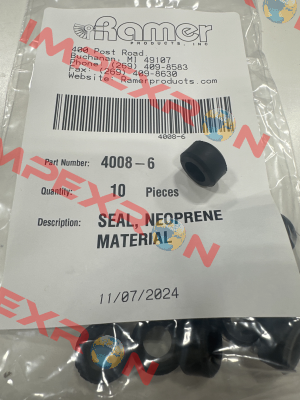 Ramer
PRODUCTS, INC
400 Post Road.
Buchanan, MI 49107
Phone: (269) 409-8583
Fax: (269) 409-8630
Website: Ramerproducts.com
4008-6
Part Number: 4008-6
Quantity: 10 Pieces
Description: SEAL, NEOPRENE
MATERIAL
11/07/2024
IMPEXRON
IMPEXRON